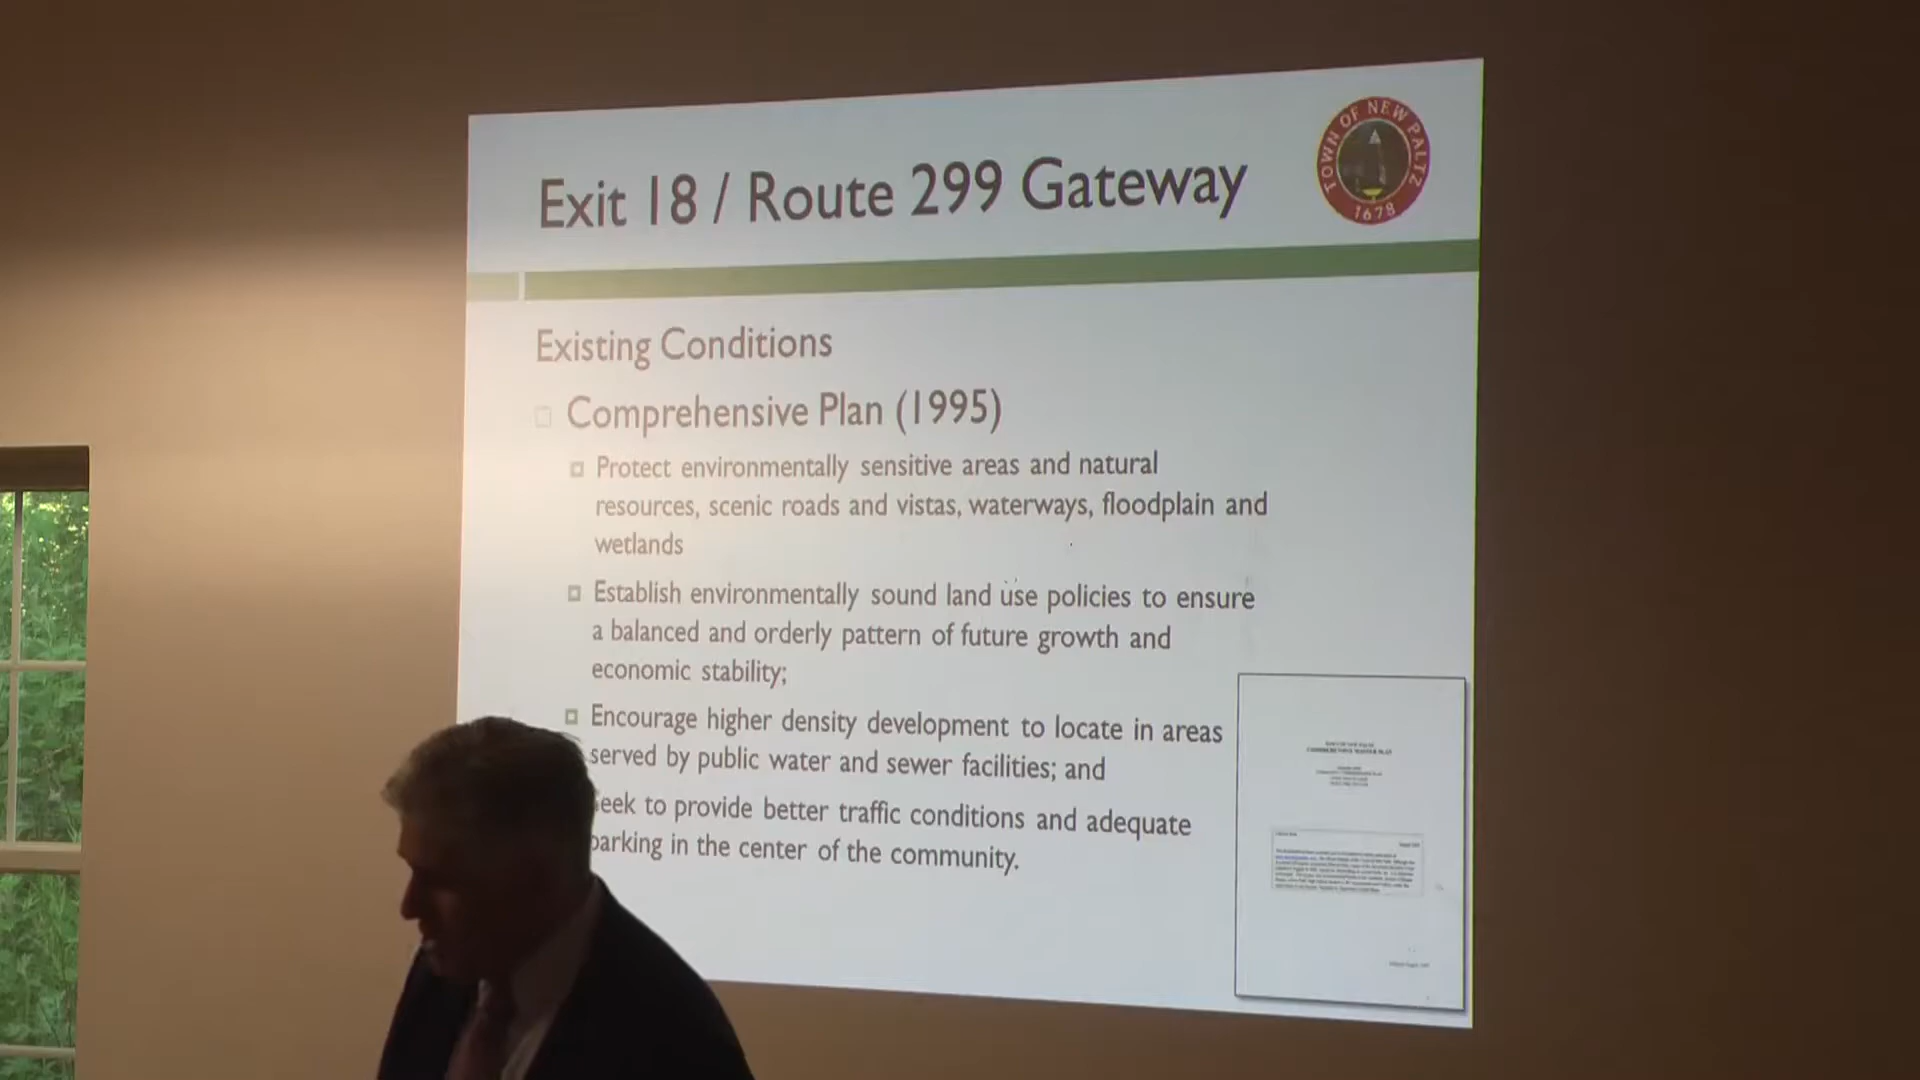 Exit 18 / Route 299 Gateway
TOWN OF NEW PALTZ
1678
Existing Conditions
Comprehensive Plan (1995)
Protect environmentally sensitive areas and natural
resources, scenic roads and vistas, waterways, floodplain and
wetlands
Establish environmentally sound land use policies to ensure
a balanced and orderly pattern of future growth and
economic stability;
Encourage higher density development to locate in areas
served by public water and sewer facilities; and
eek to provide better traffic conditions and adequate
parking in the center of the community.